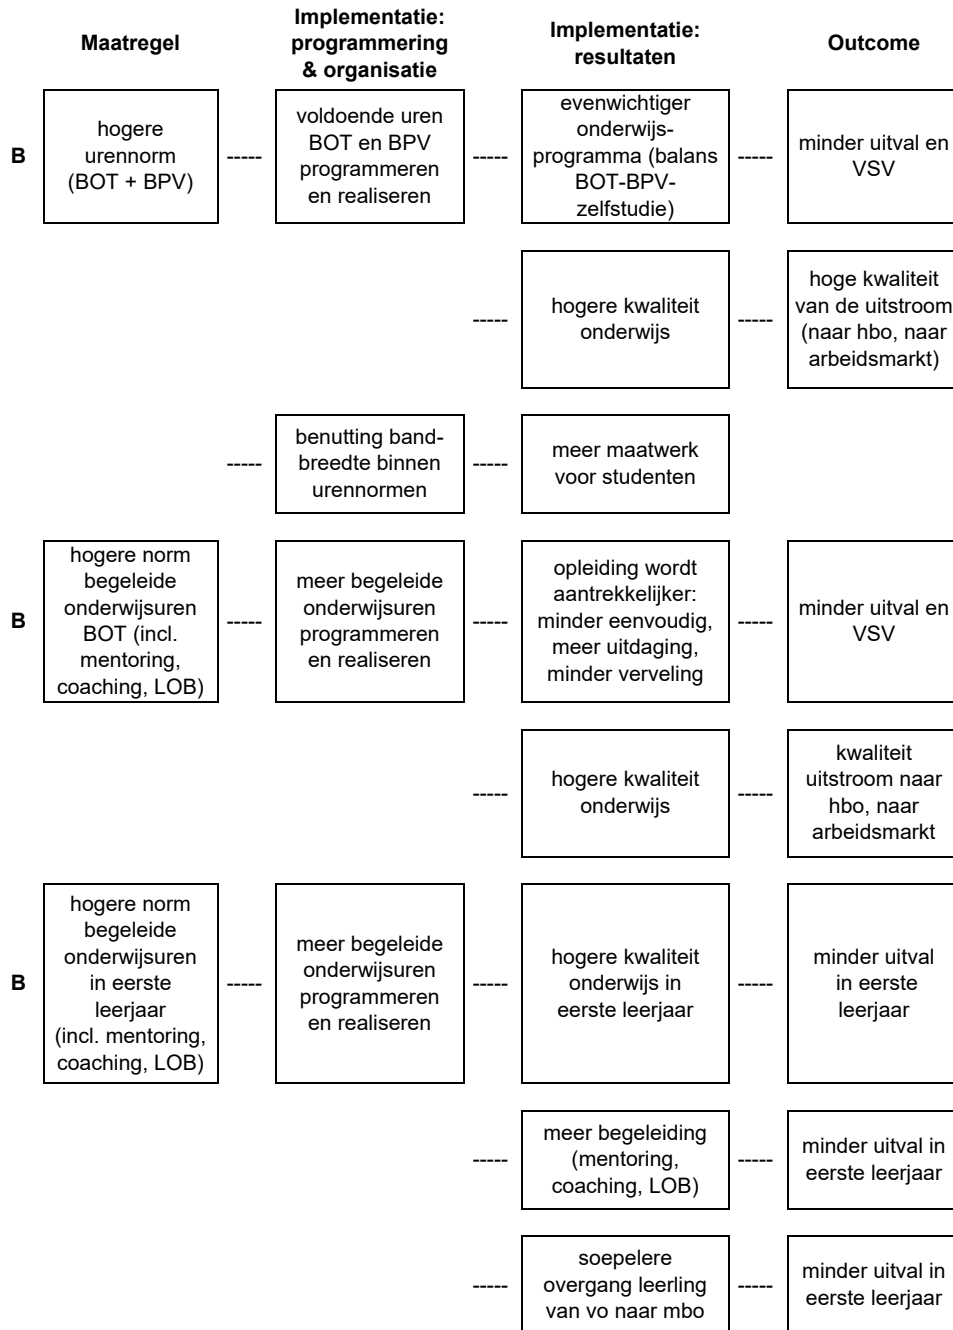 Maatregel
Implementatie:
programmering
& organisatie
Implementatie:
resultaten
Outcome
B
hogere
urennorm
(BOT + BPV)
-----
voldoende uren
BOT en BPV
programmeren
en realiseren
-----
evenwichtiger
onderwijs-
programma (balans
BOT-BPV-
zelfstudie)
-----
minder uitval en
VSV
-----
hogere kwaliteit
onderwijs
-----
hoge kwaliteit
van de uitstroom
(naar hbo, naar
arbeidsmarkt)
-----
benutting band-
breedte binnen
urennormen
-----
meer maatwerk
voor studenten
B
hogere norm
begeleide
onderwijsuren
BOT (incl.
mentoring,
coaching, LOB)
-----
meer begeleide
onderwijsuren
programmeren
en realiseren
-----
opleiding wordt
aantrekkelijker:
minder eenvoudig,
meer uitdaging,
minder verveling
-----
minder uitval en
VSV
-----
hogere kwaliteit
onderwijs
-----
kwaliteit
uitstroom naar
hbo, naar
arbeidsmarkt
B
hogere norm
begeleide
onderwijsuren
in eerste
leerjaar
(incl. mentoring,
coaching, LOB)
-----
meer begeleide
onderwijsuren
programmeren
en realiseren
-----
hogere kwaliteit
onderwijs in
eerste leerjaar
-----
minder uitval
in eerste
leerjaar
-----
meer begeleiding
(mentoring,
coaching, LOB)
-----
minder uitval in
eerste leerjaar
-----
soepelere
overgang leerling
van vo naar mbo
-----
minder uitval in
eerste leerjaar